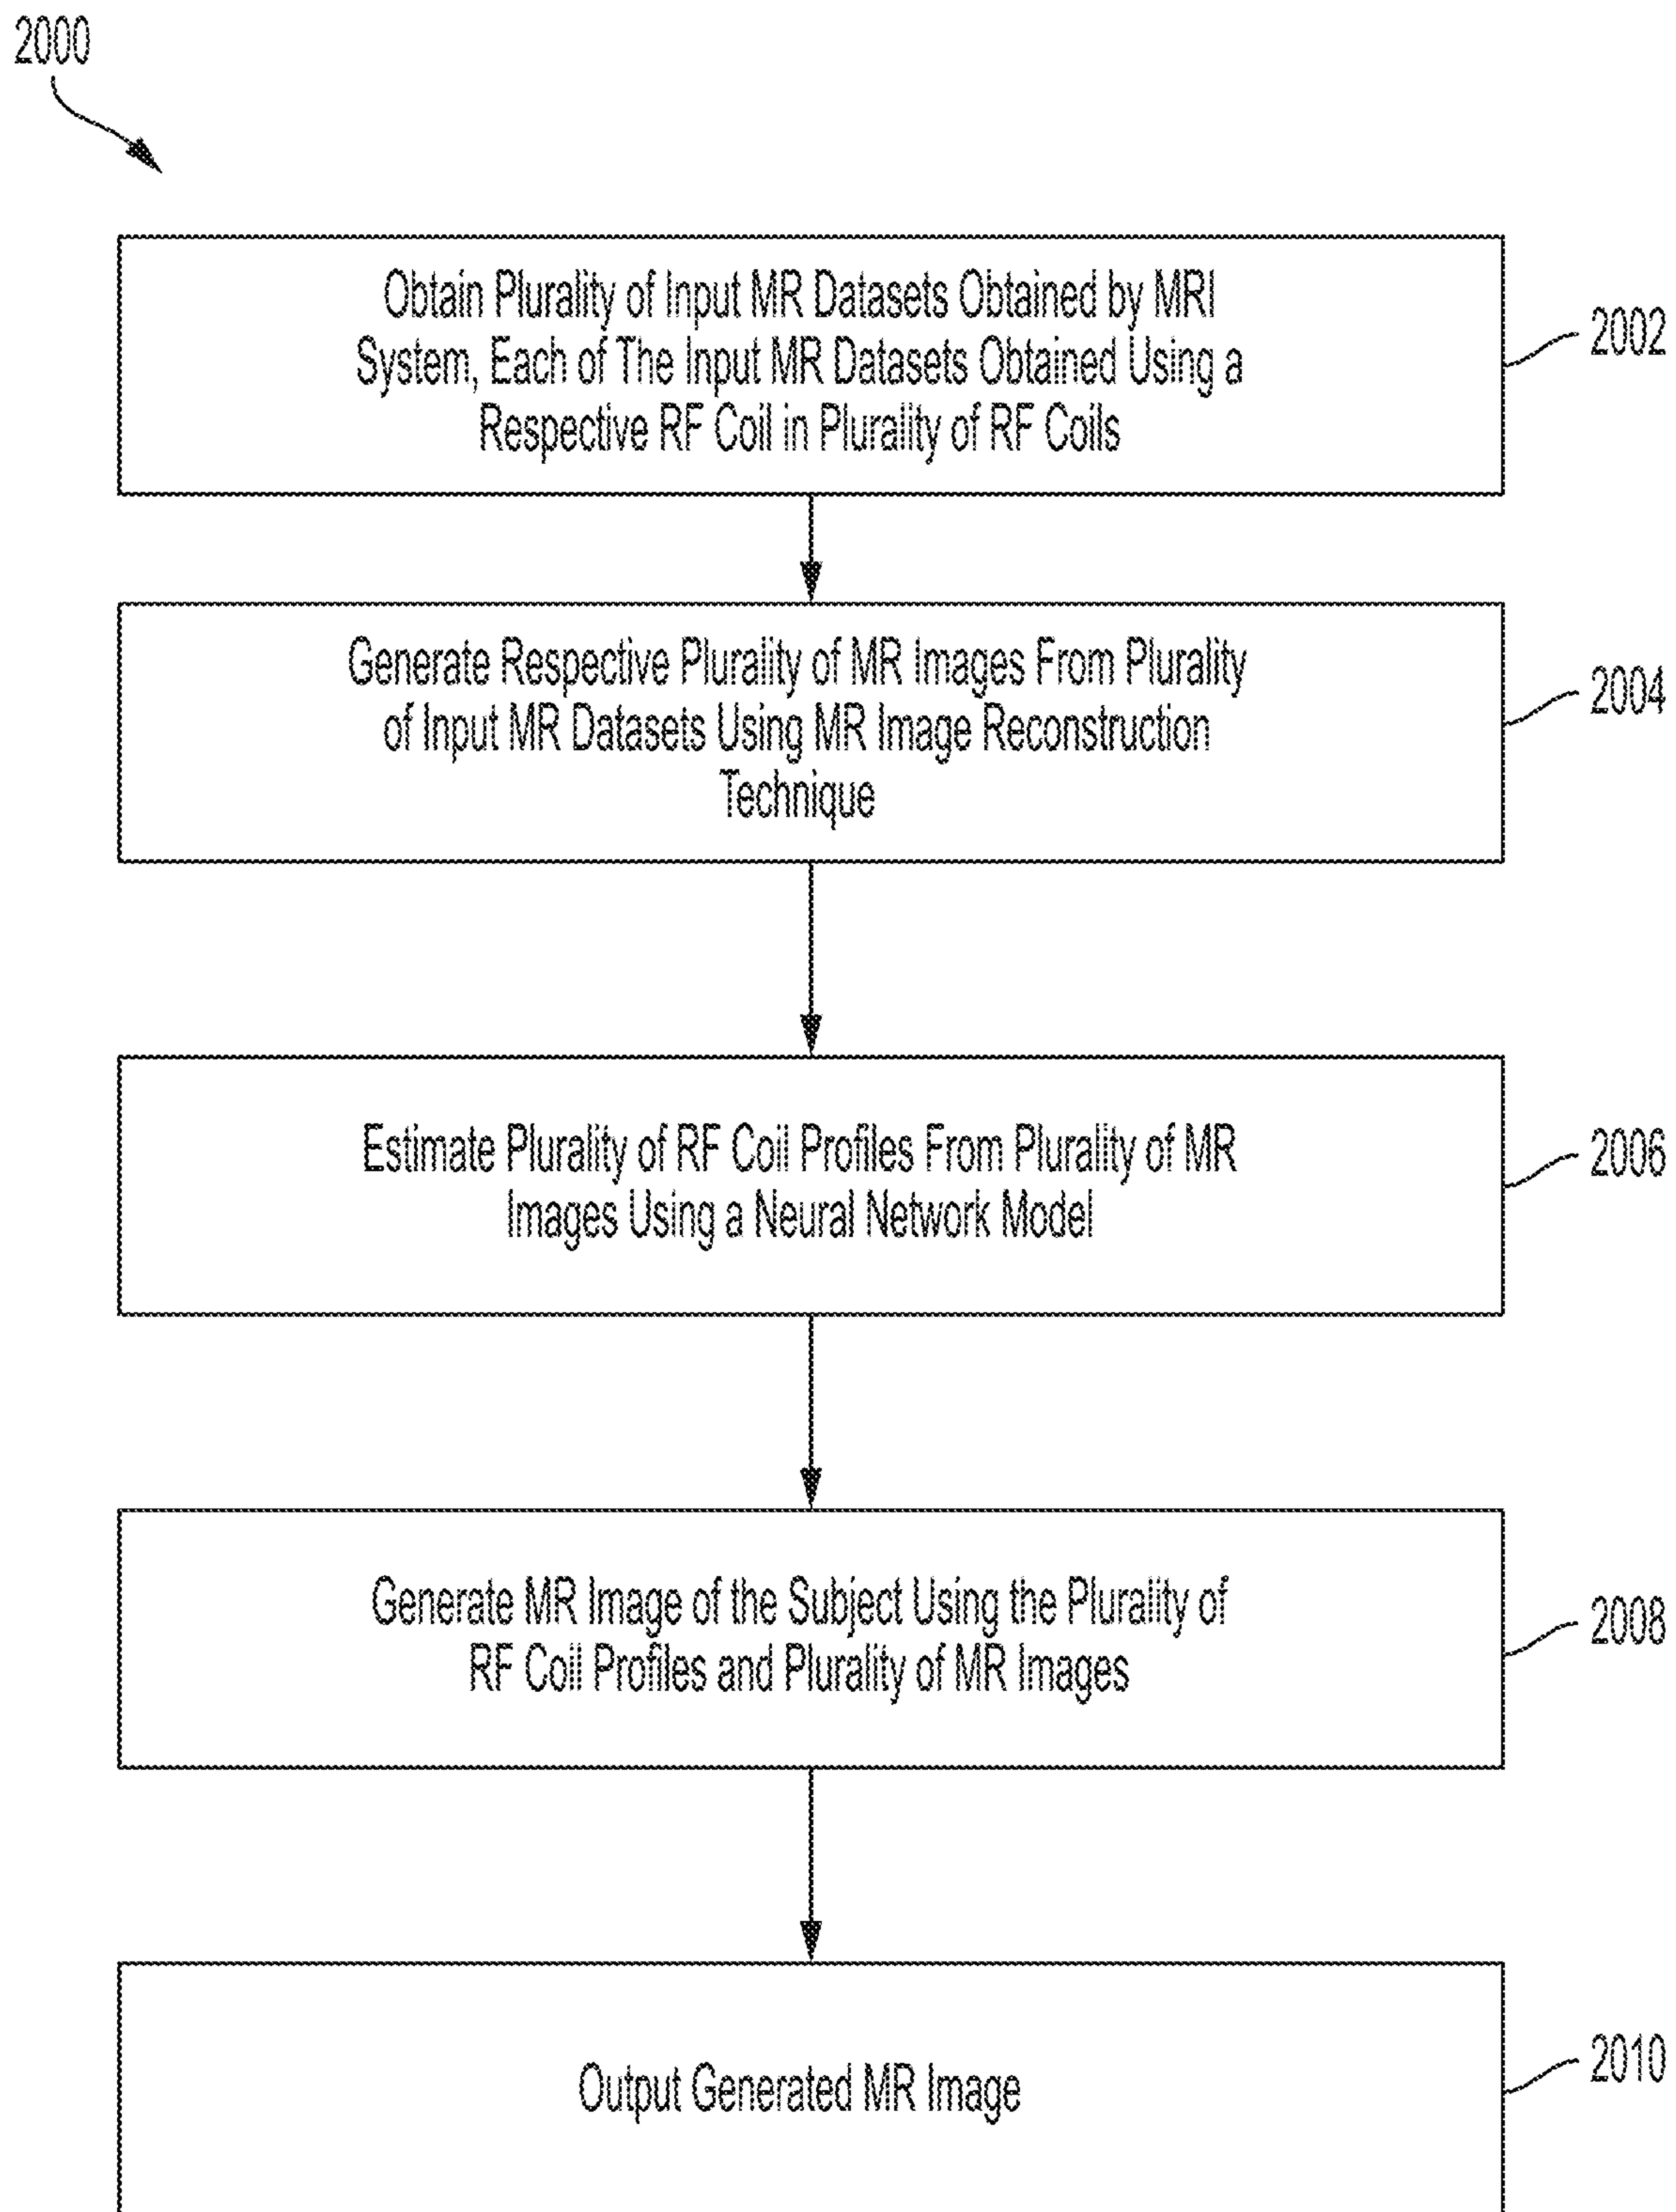 2000
Obtain Plurality of Input MR Datasets Obtained by MRI
System, Each of The Input MR Datasets Obtained Using a
Respective RF Coil in Plurality of RF Coils
2002
Generate Respective Plurality of MR Images From Plurality
of Input MR Datasets Using MR Image Reconstruction
Technique
2004
Estimate Plurality of RF Coil Profiles From Plurality of MR
Images Using a Neural Network Model
2006
Generate MR Image of the Subject Using the Plurality of
RF Coil Profiles and Plurality of MR Images
2008
Output Generated MR Image
2010